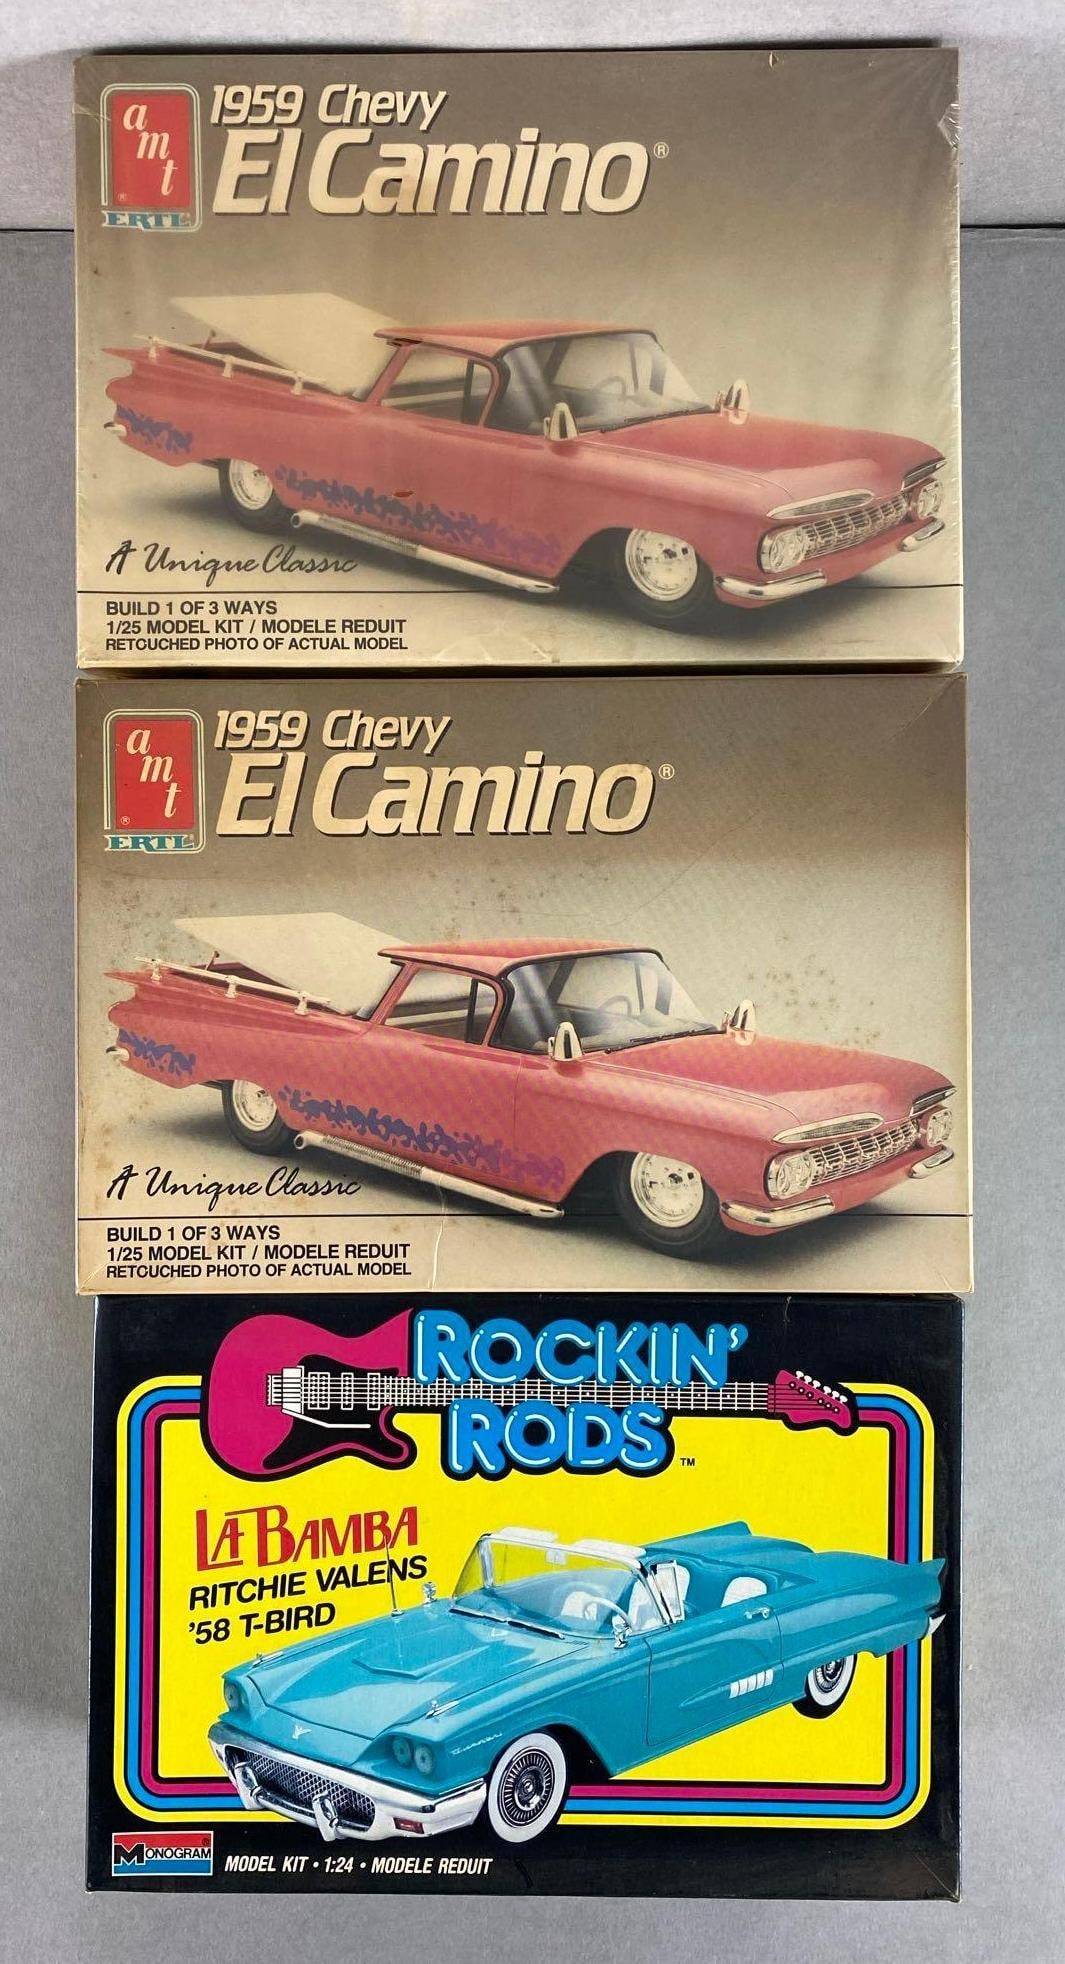 amt
ERTL
1959 Chevy
El Camino®
A Unique Classic
BUILD 1 OF 3 WAYS
1/25 MODEL KIT / MODELE REDUIT
RETOUCHED PHOTO OF ACTUAL MODEL
amt
ERTL
1959 Chevy
El Camino®
A Unique Classic
BUILD 1 OF 3 WAYS
1/25 MODEL KIT / MODELE REDUIT
RETOUCHED PHOTO OF ACTUAL MODEL
ROCKIN'
RODS™
LA BAMBA
RITCHIE VALENS
'58 T-BIRD
MONOGRAM®
MODEL KIT • 1:24 • MODELE REDUIT